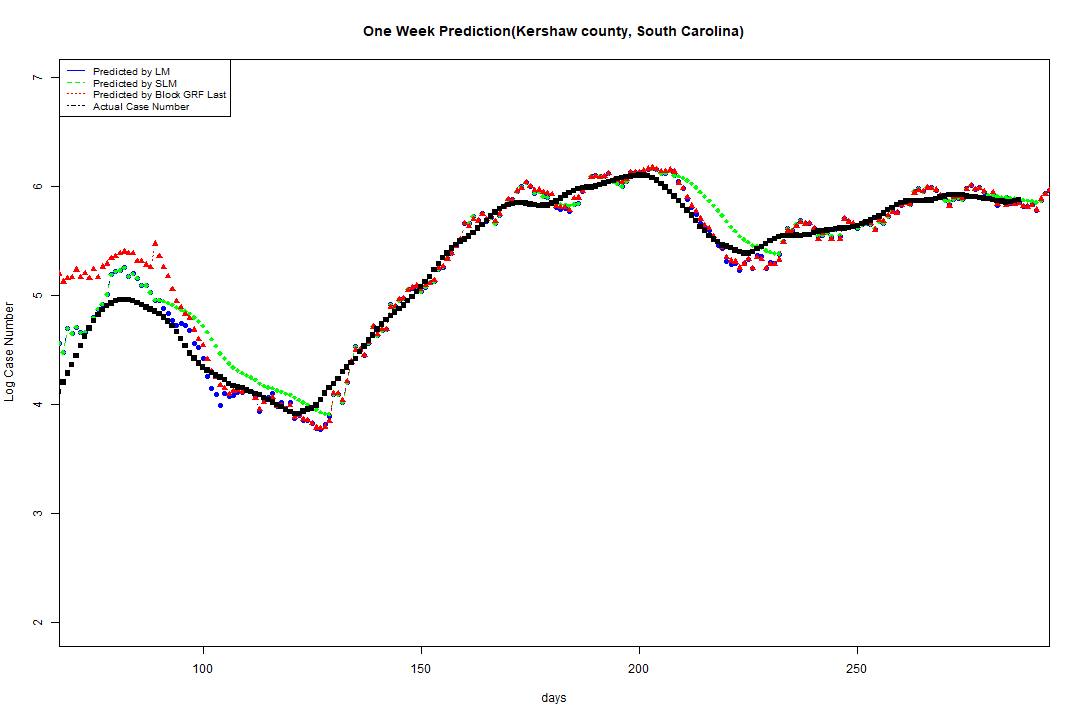 One Week Prediction(Kershaw county, South Carolina)
Predicted by LM
Predicted by SLM
Predicted by Block GRF Last
Actual Case Number
7
6
5
4
3
2
Log Case Number
100 150 200 250
days